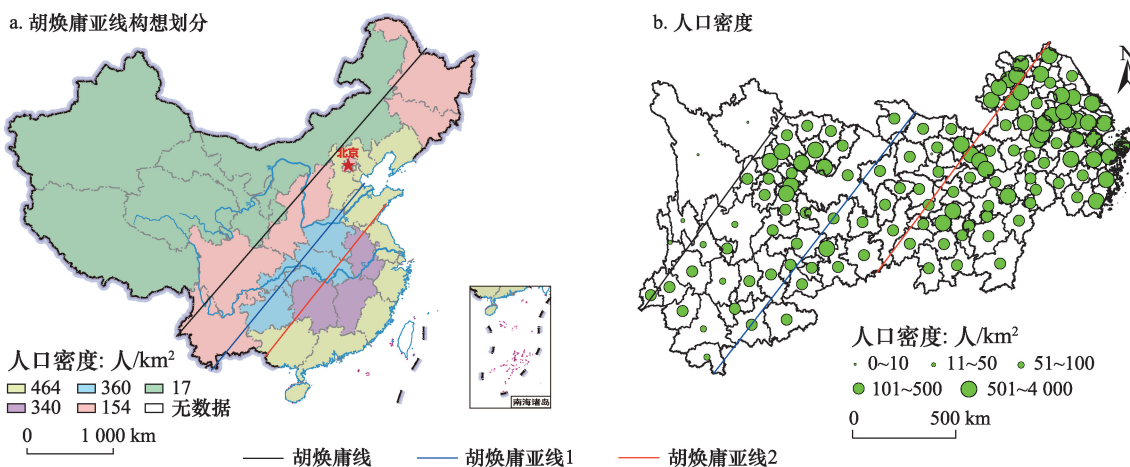 a. 胡焕庸亚线构想划分
北京
人口密度: 人/km²
464 360 17
340 154 无数据
0 1 000 km
南海诸岛
b. 人口密度
N
人口密度: 人/km²
0~10 11~50 51~100
101~500 501~4 000
0 500 km
胡焕庸线 胡焕庸亚线1 胡焕庸亚线2